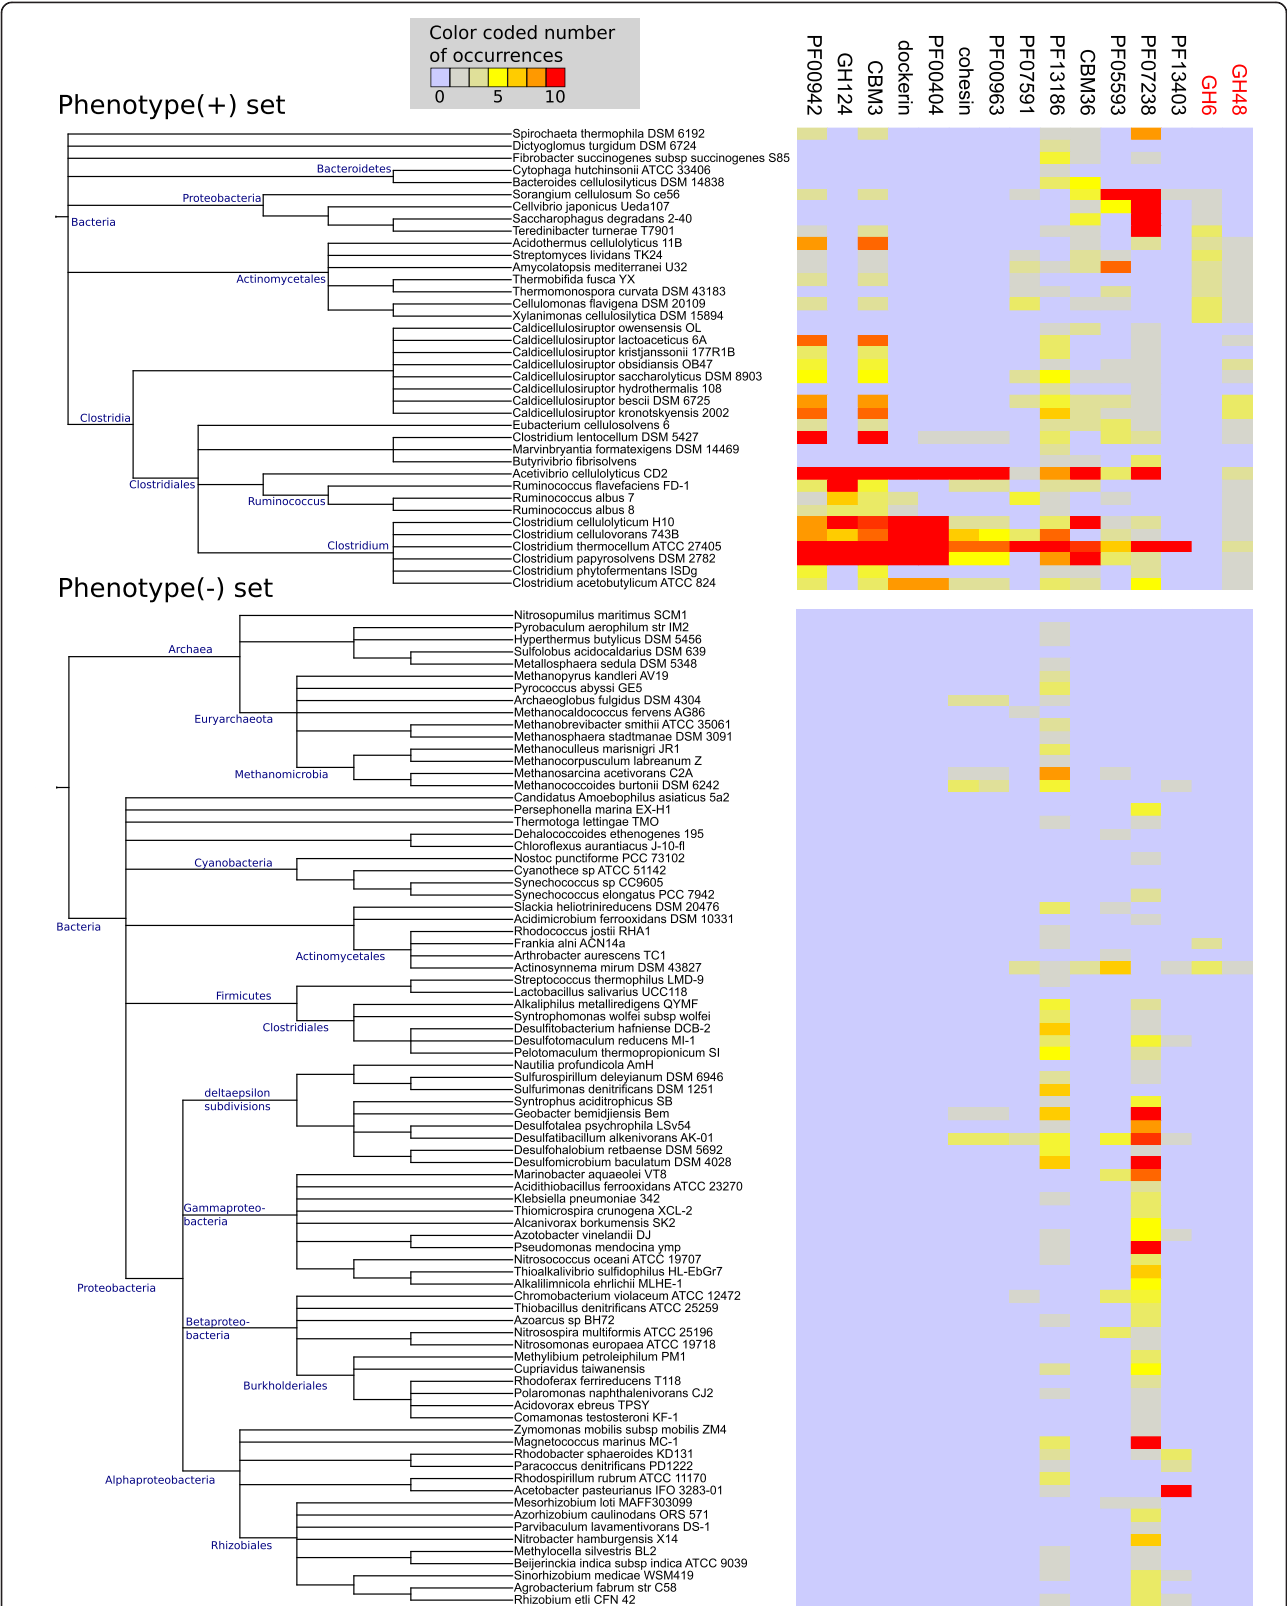 Color coded number
of occurrences
0 5 10
PF00942
GH124
CBM3
dockerin
PF00404
cohesin
PF00963
PF07591
PF13186
CBM36
PF05593
PF07238
PF13403
GH6
GH48
Phenotype(+) set
Spirochaeta thermophila DSM 6192
Dictyoglomus turgidum DSM 6724
Fibrobacter succinogenes subsp succinogenes S85
Bacteroidetes
Cytophaga hutchinsonii ATCC 33406
Bacteroides cellulosilyticus DSM 14838
Proteobacteria
Sorangium cellulosum So ce56
Cellvibrio japonicus Ueda107
Bacteria
Saccharophagus degradans 2-40
Teredinibacter turnerae T7901
Acidothermus cellulolyticus 11B
Streptomyces lividans TK24
Amycolatopsis mediterranei U32
Actinomycetales
Thermobifida fusca YX
Thermomonospora curvata DSM 43183
Cellulomonas flavigena DSM 20109
Xylanimonas cellulosilytica DSM 15894
Caldicellulosiruptor owensensis OL
Caldicellulosiruptor lactoaceticus 6A
Caldicellulosiruptor kristjanssonii 177R1B
Caldicellulosiruptor obsidiansis OB47
Caldicellulosiruptor saccharolyticus DSM 8903
Caldicellulosiruptor hydrothermalis 108
Caldicellulosiruptor bescii DSM 6725
Caldicellulosiruptor kronotskyensis 2002
Clostridia
Eubacterium cellulosolvens 6
Clostridium lentocellum DSM 5427
Marvinbryantia formatexigens DSM 14469
Butyrivibrio fibrisolvens
Acetivibrio cellulolyticus CD2
Clostridiales
Ruminococcus flavefaciens FD-1
Ruminococcus
Ruminococcus albus 7
Ruminococcus albus 8
Clostridium cellulolyticum H10
Clostridium cellulovorans 743B
Clostridium
Clostridium thermocellum ATCC 27405
Clostridium papyrosolvens DSM 2782
Clostridium phytofermentans ISDg
Clostridium acetobutylicum ATCC 824
Phenotype(-) set
Nitrosopumilus maritimus SCM1
Pyrobaculum aerophilum str IM2
Hyperthermus butylicus DSM 5456
Archaea
Sulfolobus acidocaldarius DSM 639
Metallosphaera sedula DSM 5348
Methanopyrus kandleri AV19
Pyrococcus abyssi GE5
Archaeoglobus fulgidus DSM 4304
Methanocaldococcus fervens AG86
Euryarchaeota
Methanobrevibacter smithii ATCC 35061
Methanosphaera stadtmanae DSM 3091
Methanoculleus marisnigri JR1
Methanocorpusculum labreanum Z
Methanomicrobia
Methanosarcina acetivorans C2A
Methanococcoides burtonii DSM 6242
Candidatus Amoebophilus asiaticus 5a2
Persephonella marina EX-H1
Thermotoga lettingae TMO
Dehalococcoides ethenogenes 195
Chloroflexus aurantiacus J-10-fl
Cyanobacteria
Nostoc punctiforme PCC 73102
Cyanothece sp ATCC 51142
Synechococcus sp CC9605
Synechococcus elongatus PCC 7942
Slackia heliotrinireducens DSM 20476
Acidimicrobium ferrooxidans DSM 10331
Bacteria
Rhodococcus jostii RHA1
Frankia alni ACN14a
Actinomycetales
Arthrobacter aurescens TC1
Actinosynnema mirum DSM 43827
Streptococcus thermophilus LMD-9
Lactobacillus salivarius UCC118
Firmicutes
Alkaliphilus metalliredigens QYMF
Syntrophomonas wolfei subsp wolfei
Clostridiales
Desulfitobacterium hafniense DCB-2
Desulfotomaculum reducens MI-1
Pelotomaculum thermopropionicum SI
Nautilia profundicola AmH
Sulfurospirillum deleyianum DSM 6946
Sulfurimonas denitrificans DSM 1251
deltaepsilon
subdivisions
Syntrophus aciditrophicus SB
Geobacter bemidjiensis Bem
Desulfotalea psychrophila LSv54
Desulfatibacillum alkenivorans AK-01
Desulfohalobium retbaense DSM 5692
Desulfomicrobium baculatum DSM 4028
Marinobacter aquaeolei VT8
Acidithiobacillus ferrooxidans ATCC 23270
Klebsiella pneumoniae 342
Gammaproteo-
bacteria
Thiomicrospira crunogena XCL-2
Alcanivorax borkumensis SK2
Azotobacter vinelandii DJ
Pseudomonas mendocina ymp
Nitrosococcus oceani ATCC 19707
Thioalkalivibrio sulfidophilus HL-EbGr7
Alkalilimnicola ehrlichii MLHE-1
Proteobacteria
Chromobacterium violaceum ATCC 12472
Thiobacillus denitrificans ATCC 25259
Betaproteo-
bacteria
Azoarcus sp BH72
Nitrosospira multiformis ATCC 25196
Nitrosomonas europaea ATCC 19718
Methylibium petroleiphilum PM1
Cupriavidus taiwanensis
Burkholderiales
Rhodoferax ferrireducens T118
Polaromonas naphthalenivorans CJ2
Acidovorax ebreus TPSY
Comamonas testosteroni KF-1
Zymomonas mobilis subsp mobilis ZM4
Magnetococcus marinus MC-1
Rhodobacter sphaeroides KD131
Paracoccus denitrificans PD1222
Alphaproteobacteria
Rhodospirillum rubrum ATCC 11170
Acetobacter pasteurianus IFO 3283-01
Mesorhizobium loti MAFF303099
Azorhizobium caulinodans ORS 571
Parvibaculum lavamentivorans DS-1
Nitrobacter hamburgensis X14
Rhizobiales
Methylocella silvestris BL2
Beijerinckia indica subsp indica ATCC 9039
Sinorhizobium medicae WSM419
Agrobacterium fabrum str C58
Rhizobium etli CFN 42